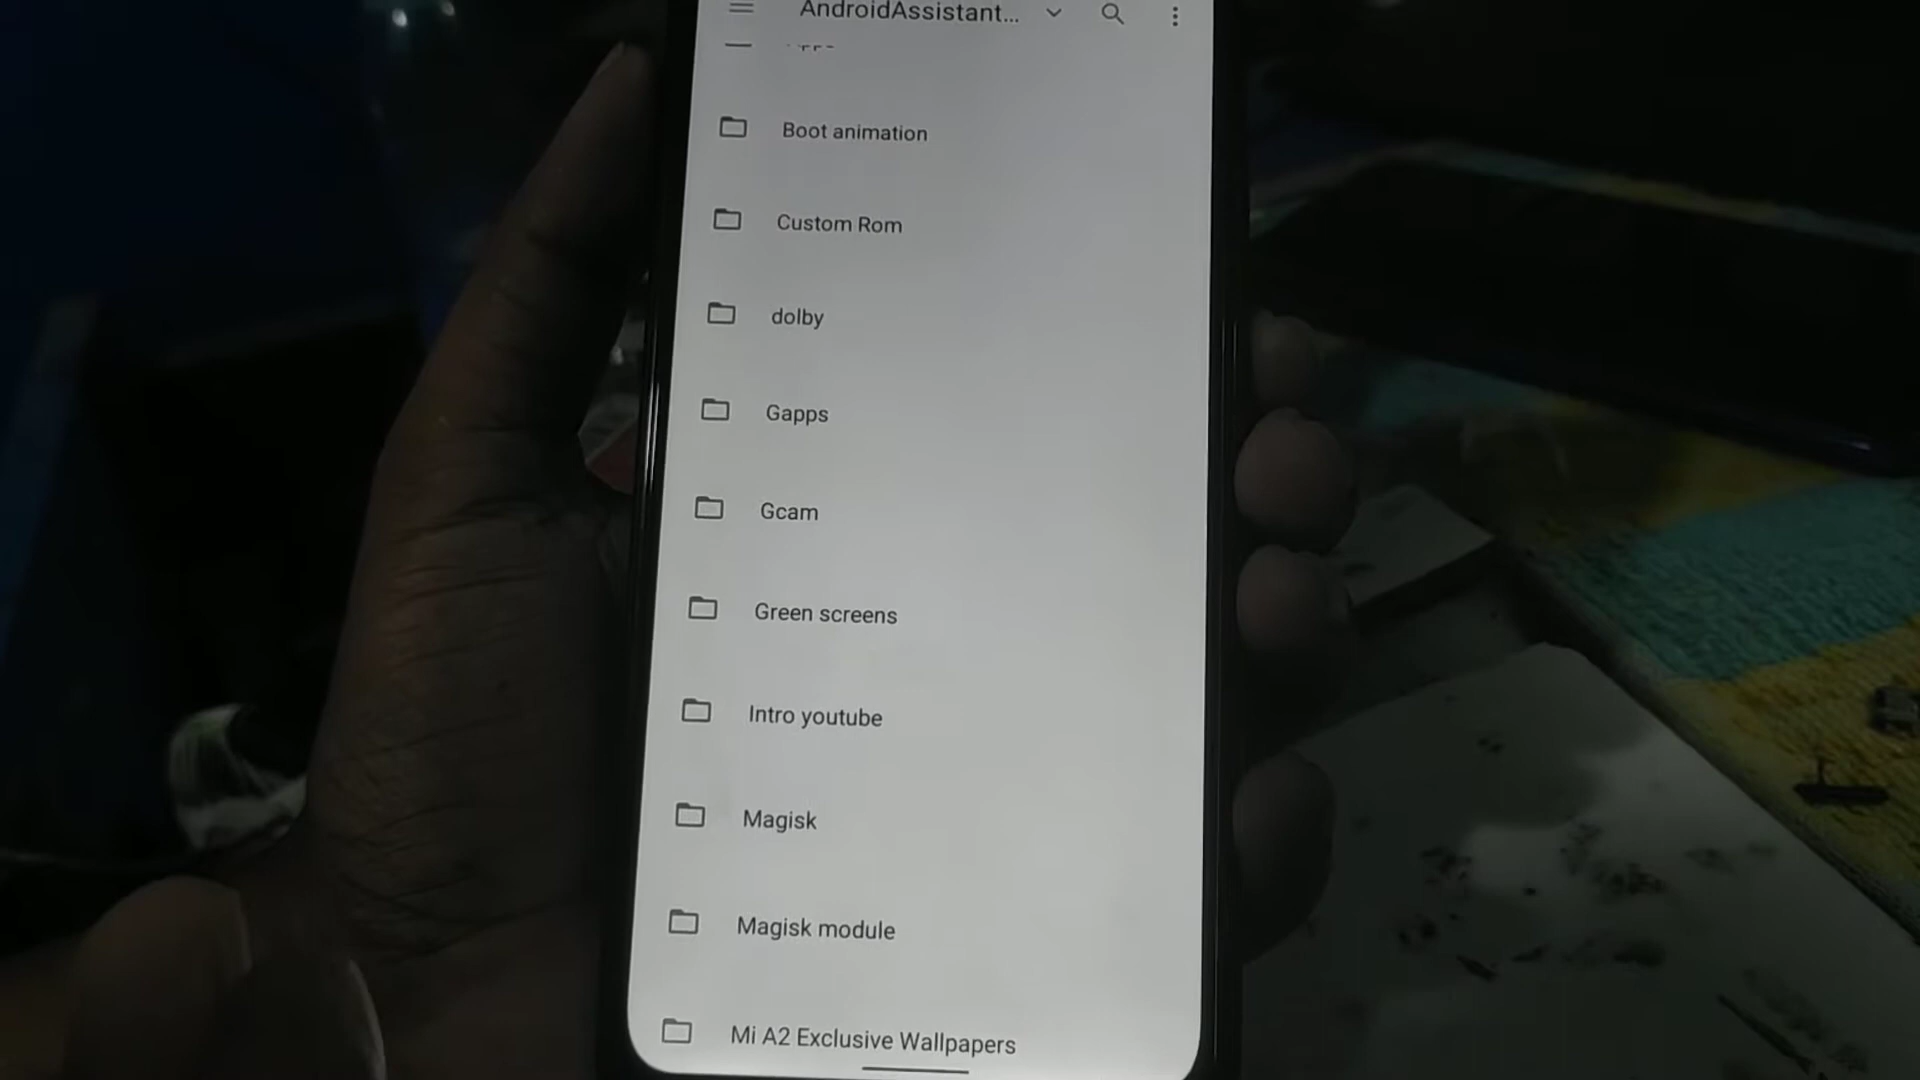 AndroidAssistant...
Boot animation
Custom Rom
dolby
Gapps
Gcam
Green screens
Intro youtube
Magisk
Magisk module
Mi A2 Exclusive Wallpapers